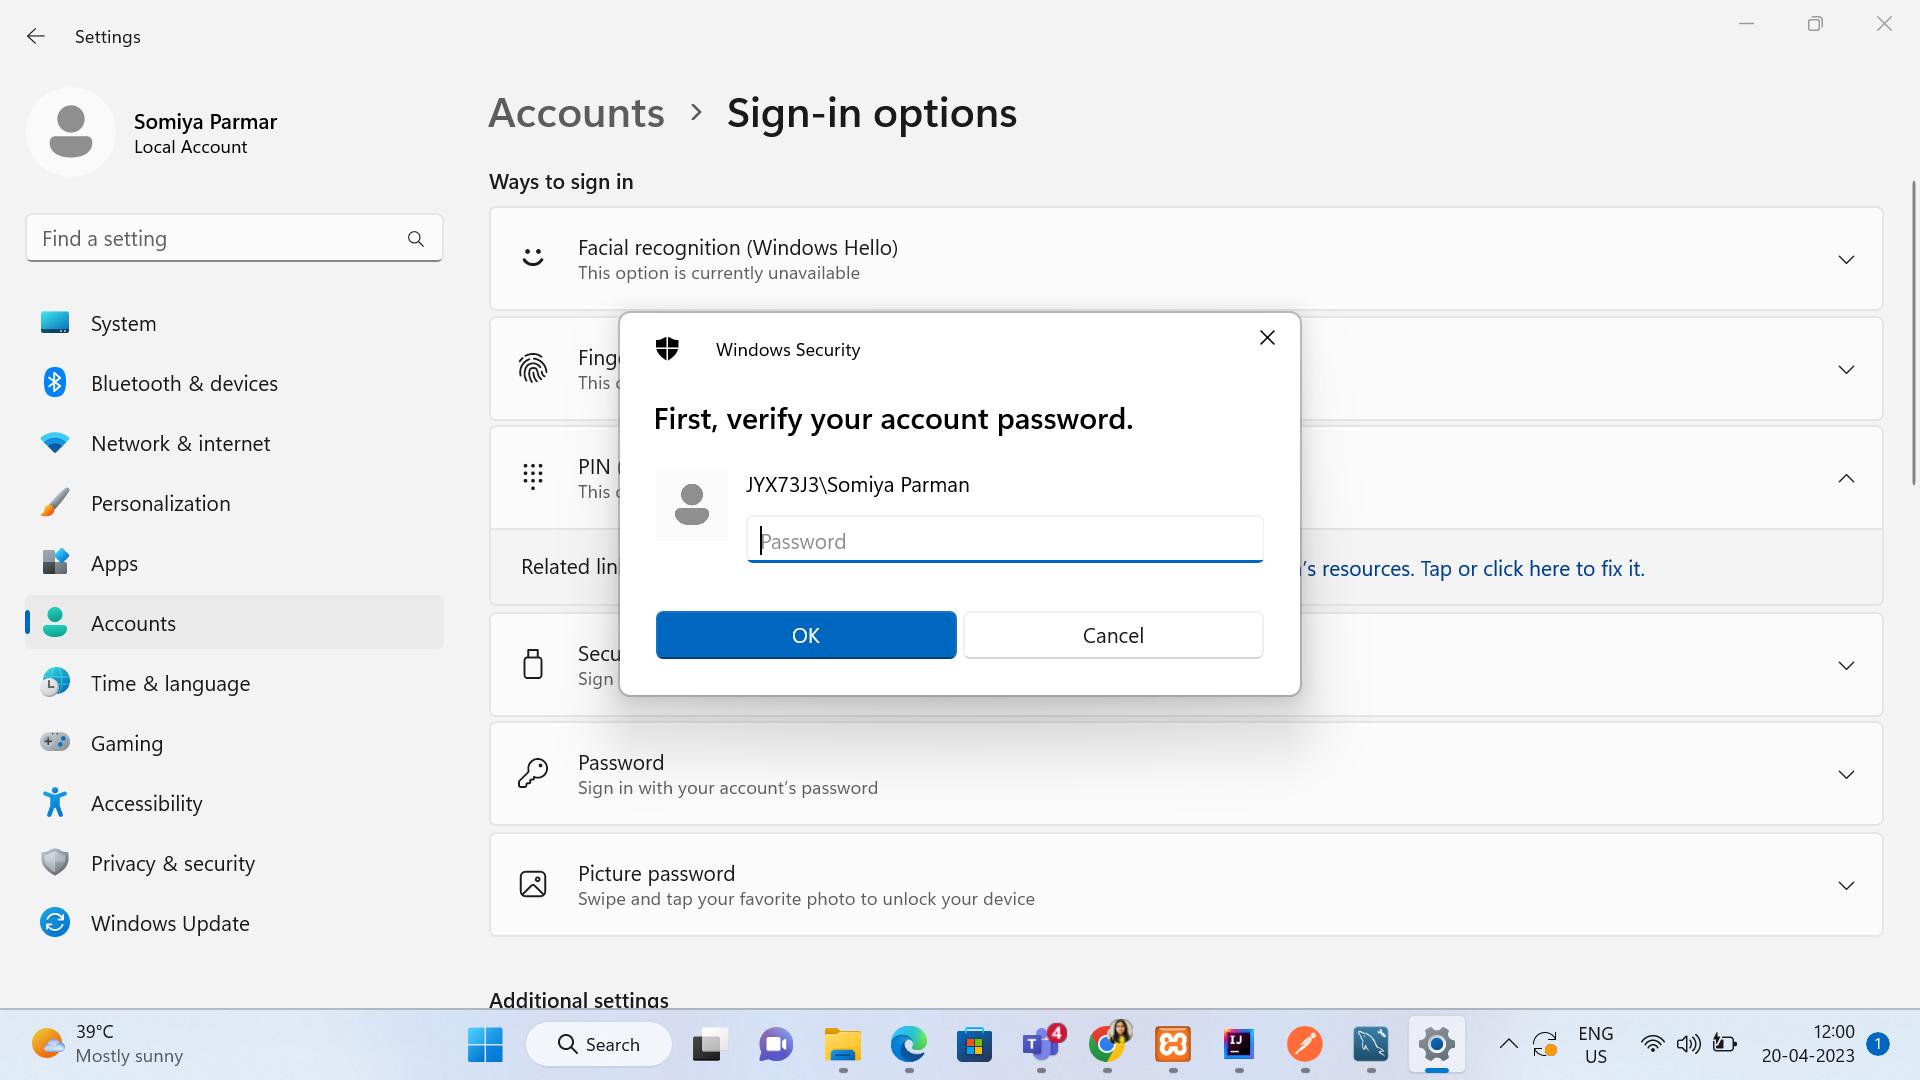 Settings
Somiya Parmar
Local Account
Find a setting
System
Bluetooth & devices
Network & internet
Personalization
Apps
Accounts
Time & language
Gaming
Accessibility
Privacy & security
Windows Update
Accounts > Sign-in options
Ways to sign in
Facial recognition (Windows Hello)
This option is currently unavailable
Fing
This
PIN (
This
Related lin
's resources. Tap or click here to fix it.
Secu
Sign
Password
Sign in with your account's password
Picture password
Swipe and tap your favorite photo to unlock your device
Additional settings
Windows Security
First, verify your account password.
JYX73J3\Somiya Parman
Password
OK
Cancel
39°C
Mostly sunny
Search
4
T
IJ
ENG
US
12:00
20-04-2023
1